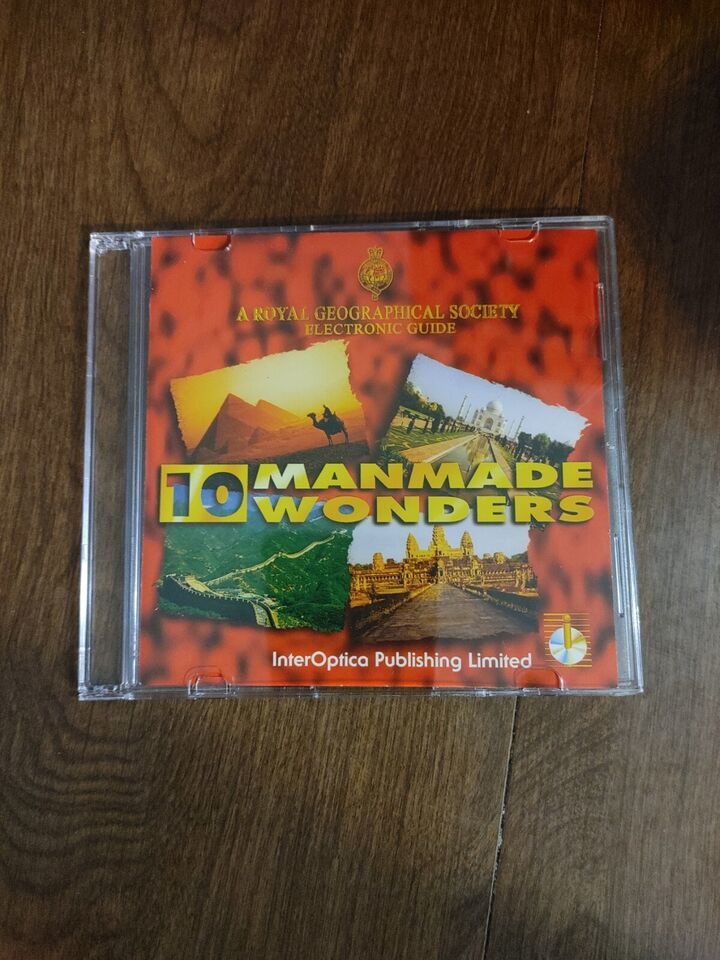 A ROYAL GEOGRAPHICAL SOCIETY
ELECTRONIC GUIDE
10 MANMADE
WONDERS
InterOptica Publishing Limited